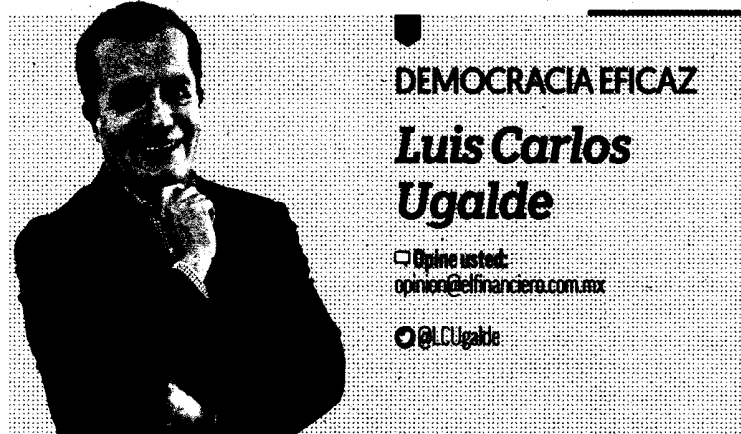 DEMOCRACIA EFICAZ
Luis Carlos
Ugalde
Opine usted:
opinion@elfinanciero.com.mx
@LCUgalde